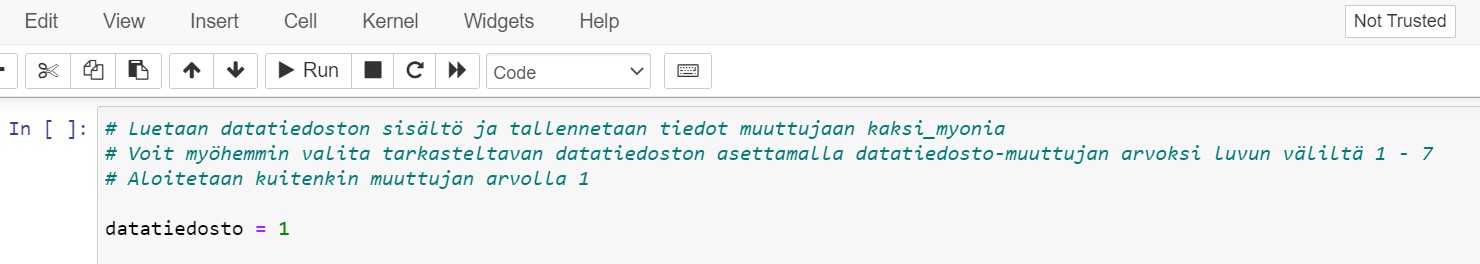 Edit View Insert Cell Kernel Widgets Help Not Trusted
Run Code
In [ ]: # Luetaan datatiedoston sisältö ja tallennetaan tiedot muuttujaan kaksi_myonia
# Voit myöhemmin valita tarkasteltavan datatiedoston asettamalla datatiedosto-muuttujan arvoksi luvun väliltä 1 - 7
# Aloitetaan kuitenkin muuttujan arvolla 1
datatiedosto = 1